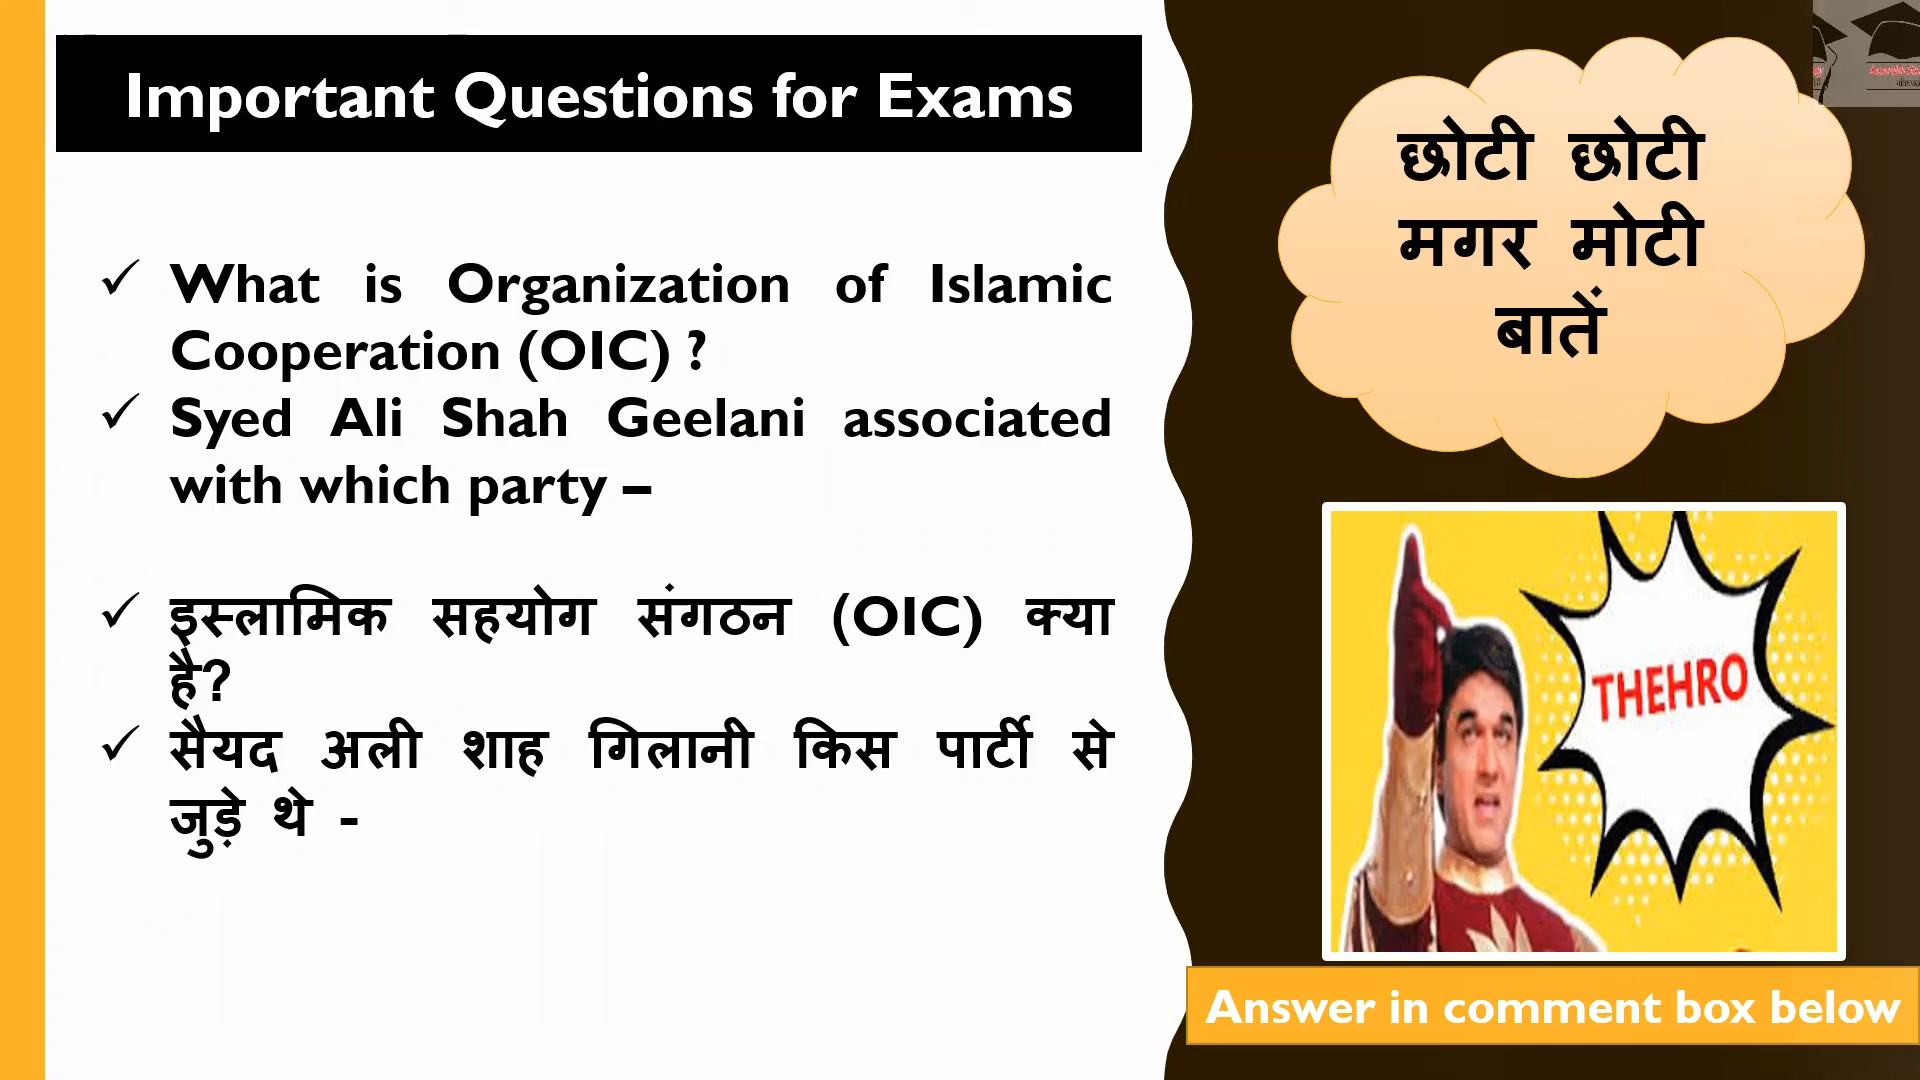 Important Questions for Exams
✓ What is Organization of Islamic
Cooperation (OIC) ?
✓ Syed Ali Shah Geelani associated
with which party –
✓ इस्लामिक सहयोग संगठन (OIC) क्या
है?
✓ सैयद अली शाह गिलानी किस पार्टी से
जुड़े थे -
छोटी छोटी
मगर मोटी
बातें
THEHRO
Answer in comment box below